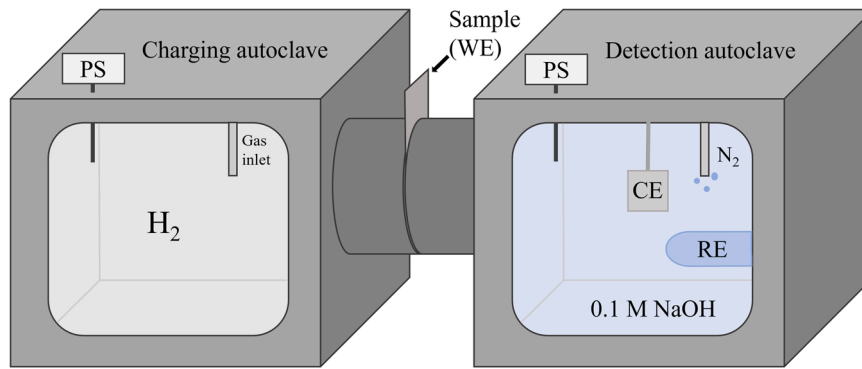 Sample
(WE)
Charging autoclave
Detection autoclave
PS
PS
Gas
inlet
N₂
H₂
CE
RE
0.1 M NaOH